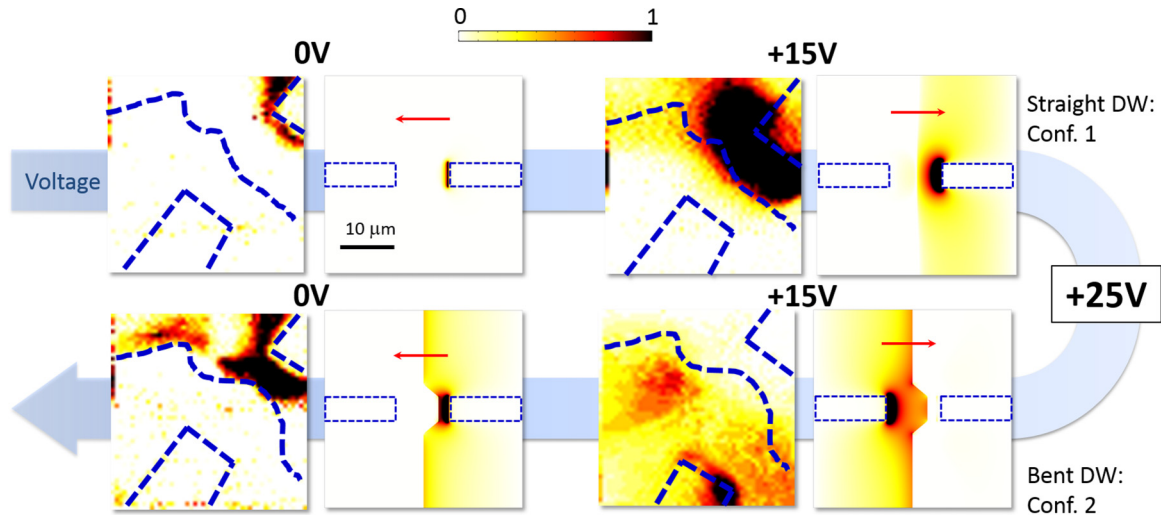 0 1
0V +15V
Straight DW:
Conf. 1
Voltage
10 μm
+25V
0V +15V
Bent DW:
Conf. 2